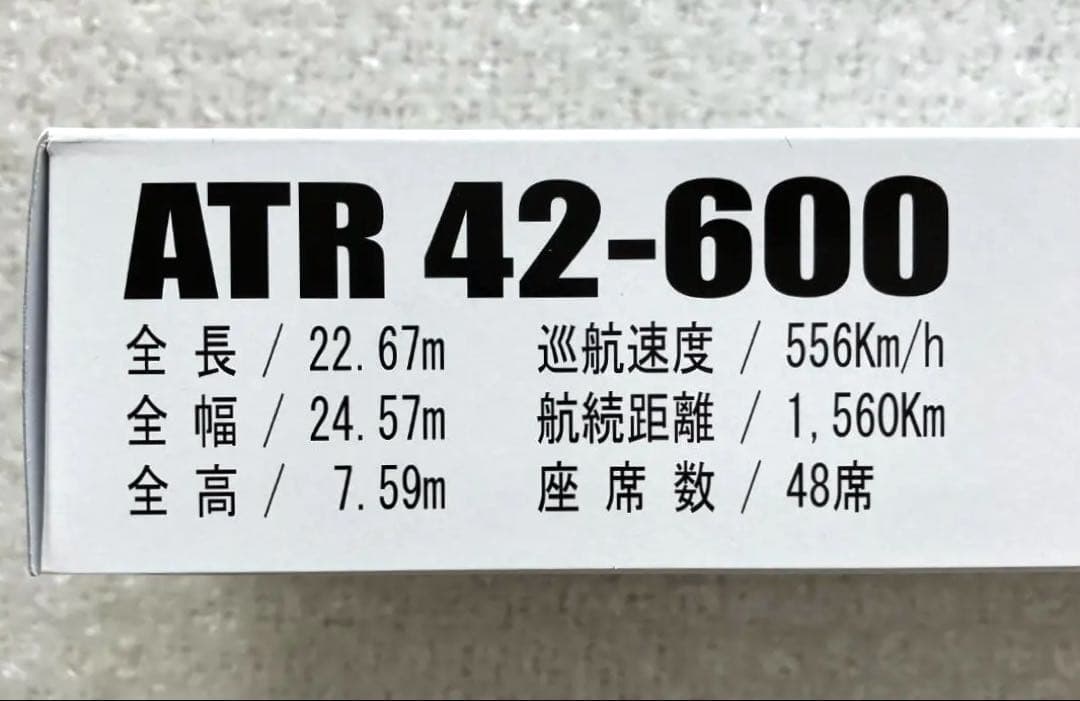 ATR 42-600
全 長 / 22.67m 巡航速度 / 556Km/h
全 幅 / 24.57m 航続距離 / 1,560Km
全 高 / 7.59m 座 席 数 / 48席